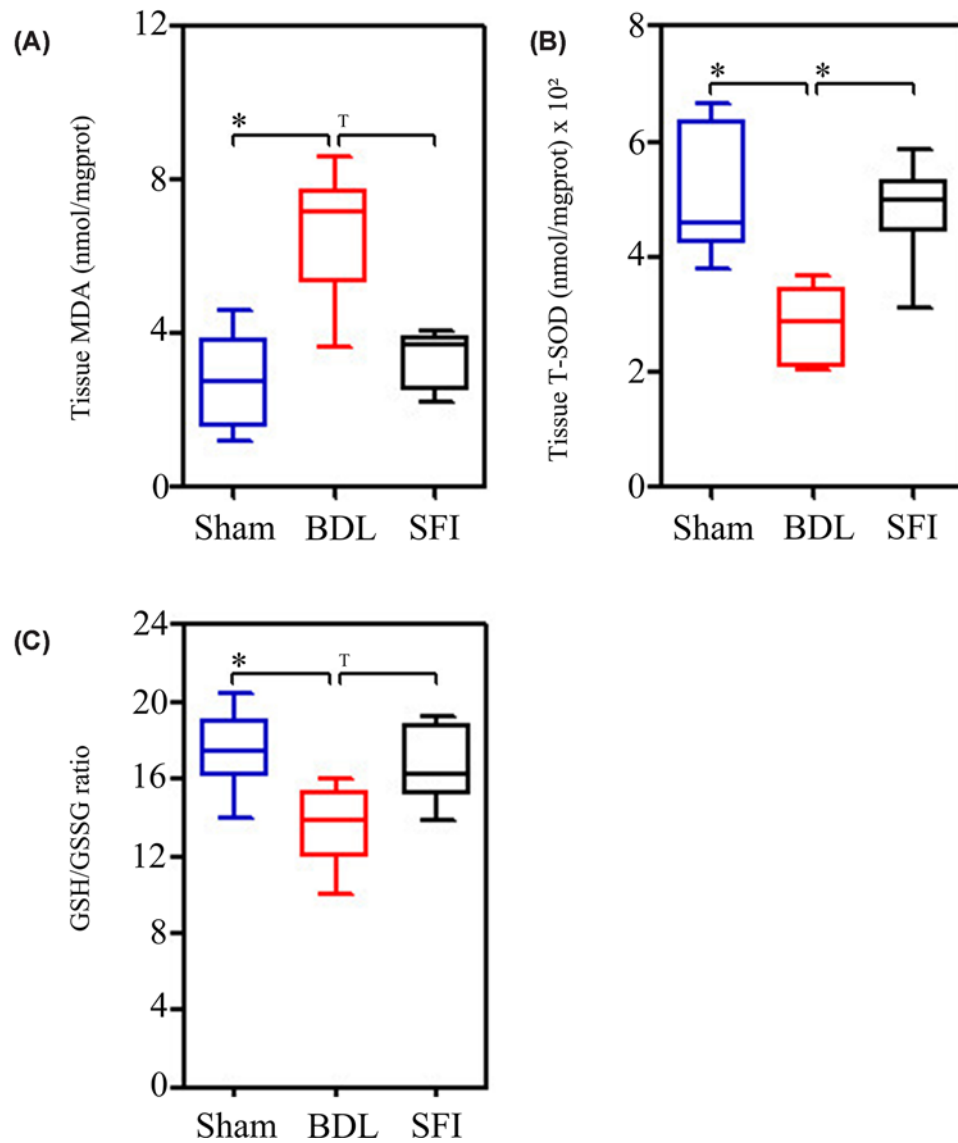 (A)
Tissue MDA (nmol/mgprot)
12
8
4
0
* T
Sham BDL SFI
(B)
Tissue T-SOD (nmol/mgprot) x 10²
8
6
4
2
0
* *
Sham BDL SFI
(C)
GSH/GSSG ratio
24
20
16
12
8
4
0
* T
Sham BDL SFI